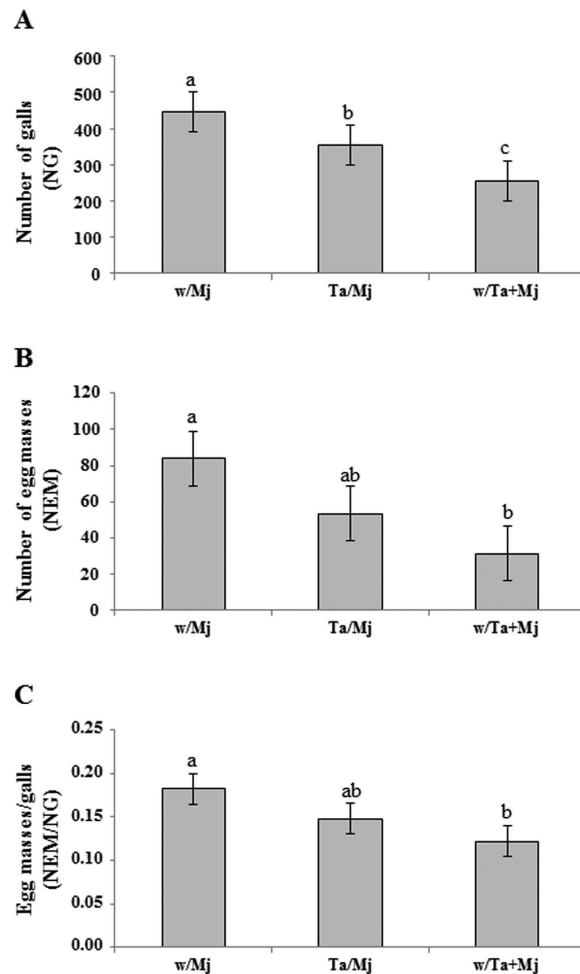 A
Number of galls
(NG)
600
500
400
300
200
100
0
a
b
c
w/Mj
Ta/Mj
w/Ta+Mj
B
Number of egg masses
(NEM)
120
100
80
60
40
20
0
a
ab
b
w/Mj
Ta/Mj
w/Ta+Mj
C
Egg masses/galls
(NEM/NG)
0.25
0.20
0.15
0.10
0.05
0.00
a
ab
b
w/Mj
Ta/Mj
w/Ta+Mj